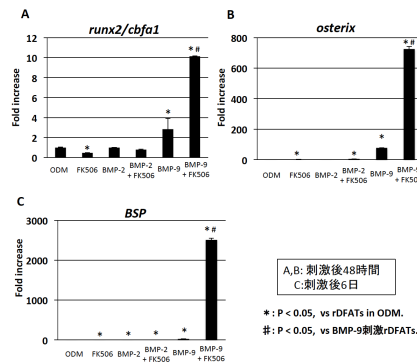 A
runx2/cbfa1
Fold increase
12
10
8
6
4
2
0
*
*
*#
ODM
FK506
BMP-2
BMP-2
+ FK506
BMP-9
BMP-9
+ FK506
B
osterix
Fold increase
800
600
400
200
0
*
*
*
*#
ODM
FK506
BMP-2
BMP-2
+ FK506
BMP-9
BMP-9
+ FK506
C
BSP
Fold increase
3000
2000
1000
0
*
*
*
*
*#
ODM
FK506
BMP-2
BMP-2
+ FK506
BMP-9
BMP-9
+ FK506
A,B: 刺激後48時間
C:刺激後6日
*: P < 0.05, vs rDFATs in ODM.
#: P < 0.05, vs BMP-9刺激rDFATs.